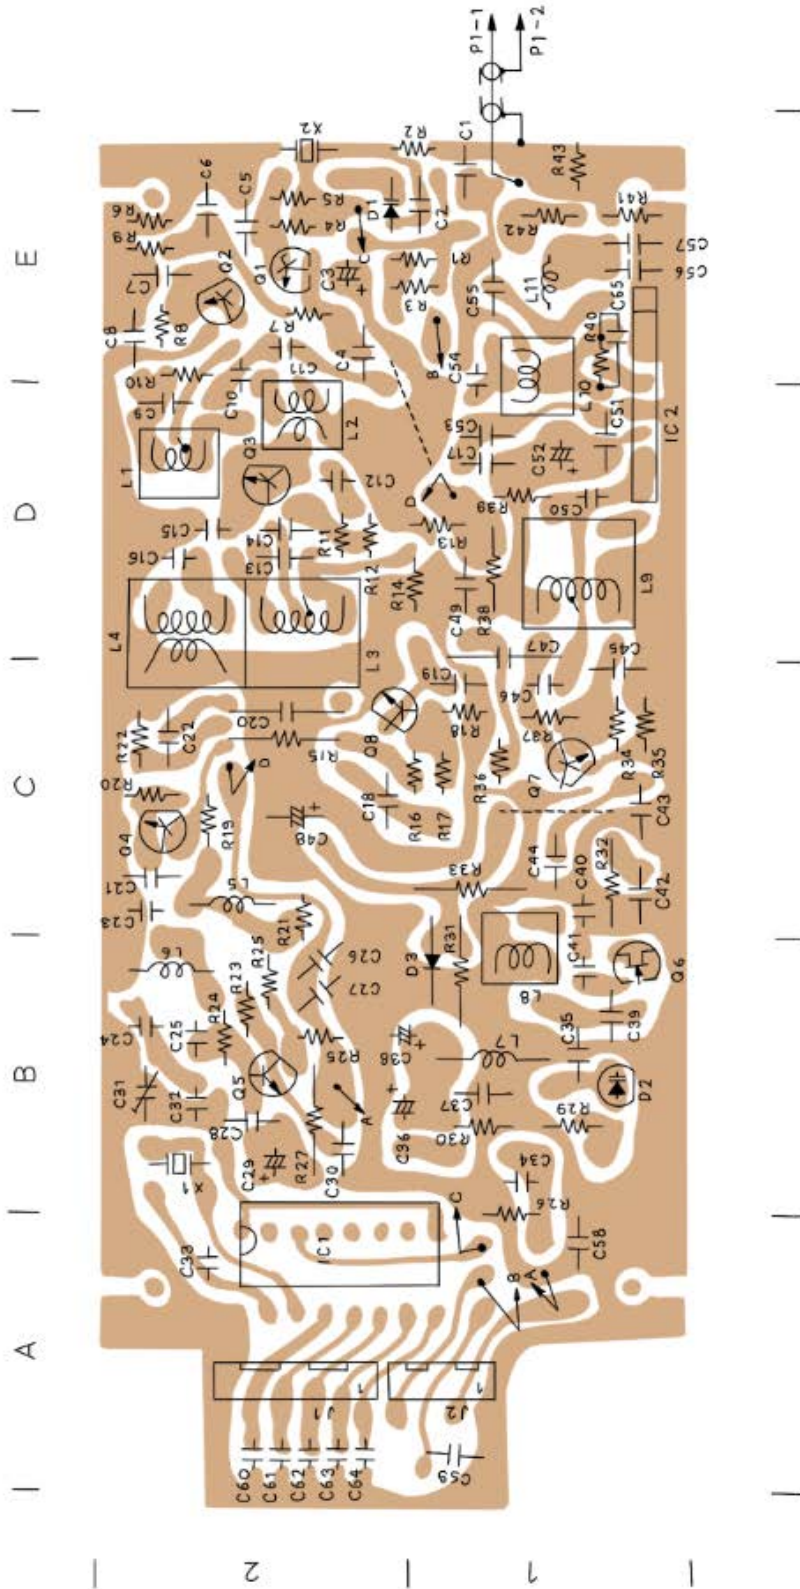 P1-1
P1-2
E
D
C
B
A
2
1
X2
R2
C1
R43
C6
C5
R5
R4
D1
C2
R6
R9
C7
Q2
Q1
C3
C
R1
R3
R42
R41
C57
C56
L11
C55
C65
C8
R8
R7
C4
B
C54
R40
L10
R10
C9
C10
C11
L2
C51
IC2
L1
Q3
C12
C53
C17
C52
D
R39
C50
C15
C14
R11
R13
C16
C13
R12
R14
C49
R38
L9
L4
L3
C47
C45
C19
C46
R22
C22
C20
R15
Q8
R18
R37
R34
R35
R20
D
C18
R36
Q7
Q4
R19
C48
R16
R17
C43
C21
L5
R33
C44
R32
C40
C42
C23
R21
L6
R25
C26
D3
R31
C41
Q6
R23
C27
L8
R24
C24
C25
R25
C38
L7
C35
C39
C31
C32
Q5
A
C37
D2
C28
R27
C36
R30
R29
X1
C29
C30
C34
C
R26
C33
IC1
C58
B
A
1
1
J1
J2
C60
C61
C62
C63
C64
C59